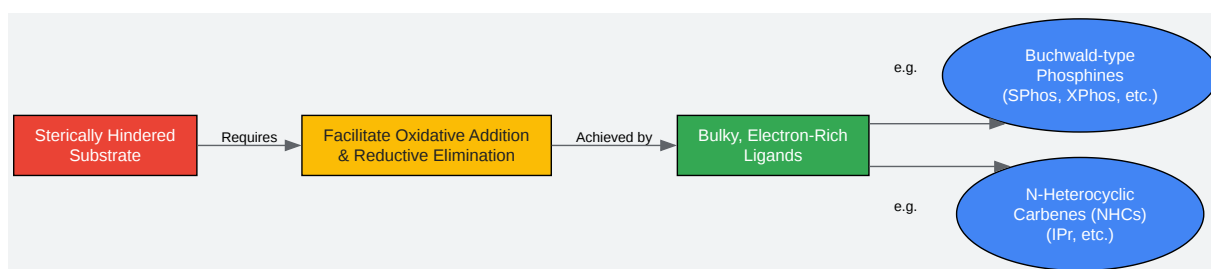 Sterically Hindered
Substrate
Requires
Facilitate Oxidative Addition
& Reductive Elimination
Achieved by
Bulky, Electron-Rich
Ligands
e.g.
Buchwald-type
Phosphines
(SPhos, XPhos, etc.)
e.g.
N-Heterocyclic
Carbenes (NHCs)
(IPr, etc.)